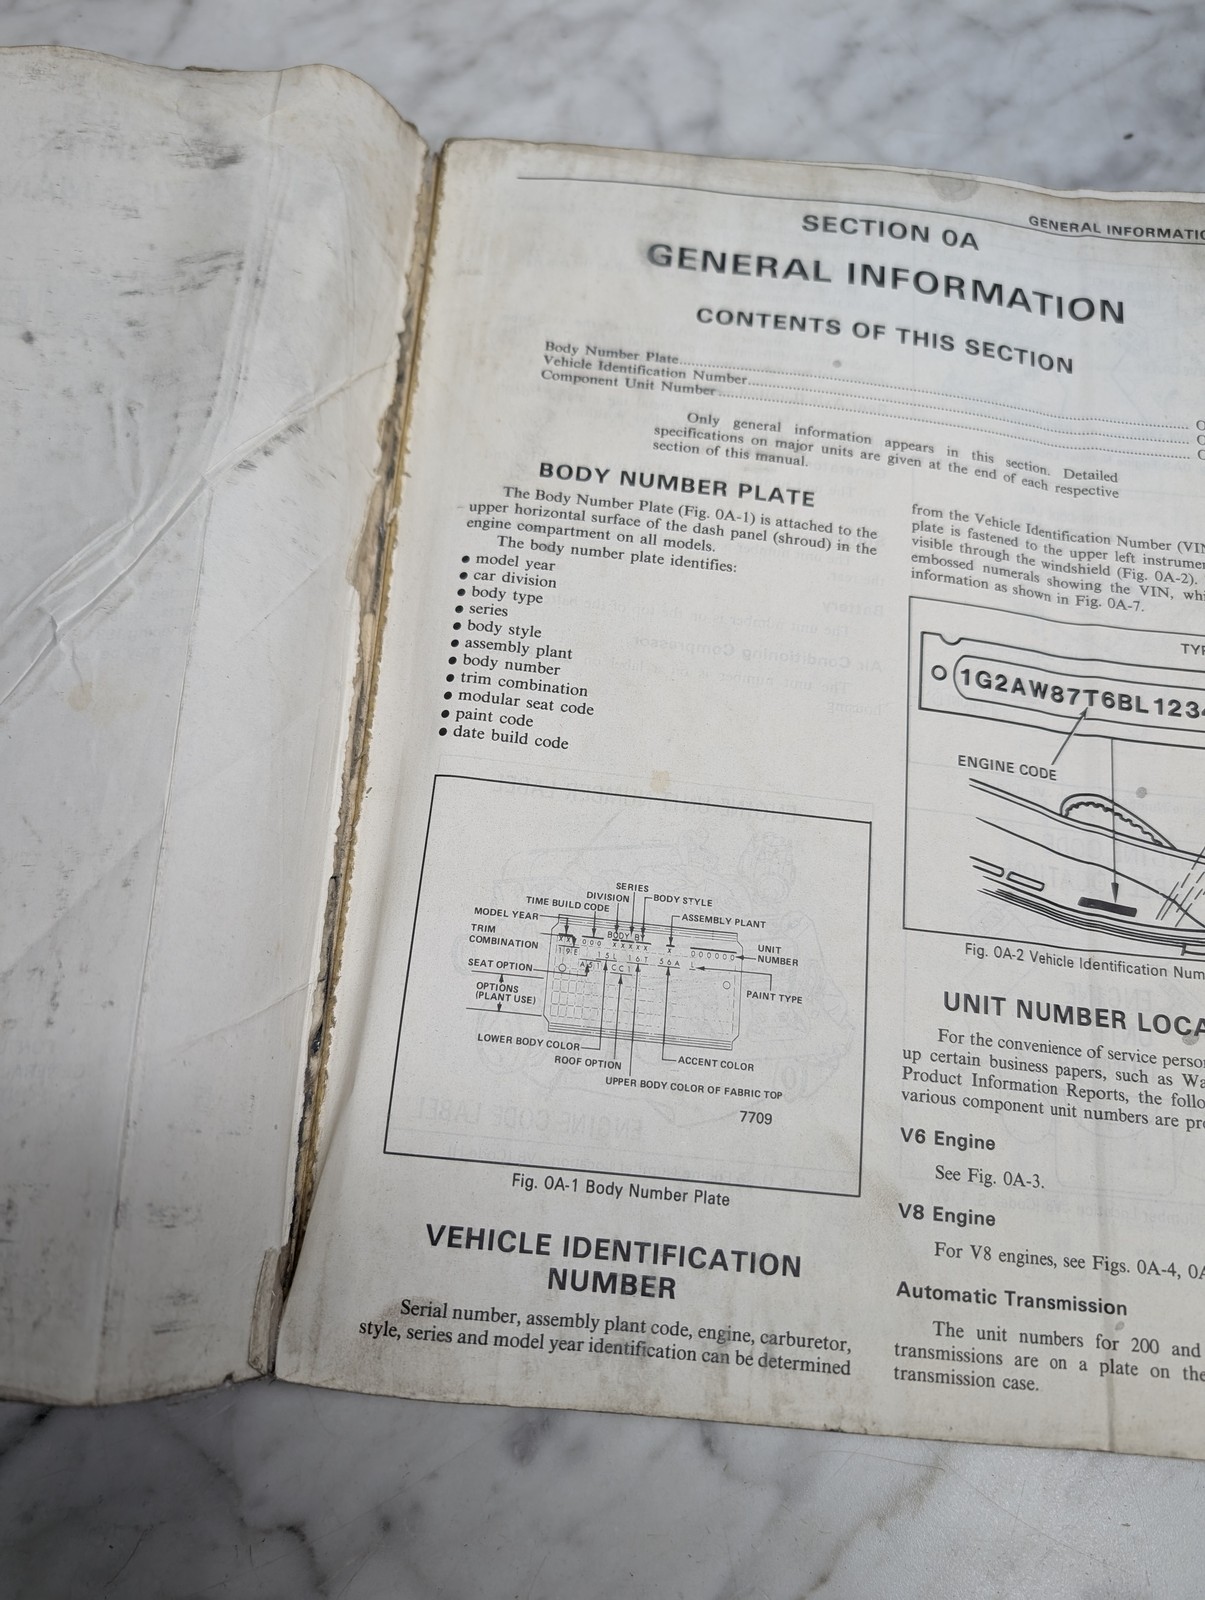 GENERAL INFORMATIO
SECTION 0A
GENERAL INFORMATION
CONTENTS OF THIS SECTION
Body Number Plate
Vehicle Identification Number
Component Unit Number
Only general information appears in this section. Detailed
specifications on major units are given at the end of each respective
section of this manual.
BODY NUMBER PLATE
The Body Number Plate (Fig. 0A-1) is attached to the
upper horizontal surface of the dash panel (shroud) in the
engine compartment on all models.
The body number plate identifies:
● model year
● car division
● body type
● series
● body style
● assembly plant
● body number
● trim combination
● modular seat code
● paint code
● date build code
SERIES
DIVISION
BODY STYLE
TIME BUILD CODE
ASSEMBLY PLANT
MODEL YEAR
TRIM
COMBINATION
BODY BY
UNIT
NUMBER
SEAT OPTION
OPTIONS
(PLANT USE)
PAINT TYPE
LOWER BODY COLOR
ROOF OPTION
ACCENT COLOR
UPPER BODY COLOR OF FABRIC TOP
7709
Fig. 0A-1 Body Number Plate
VEHICLE IDENTIFICATION
NUMBER
Serial number, assembly plant code, engine, carburetor,
style, series and model year identification can be determined
from the Vehicle Identification Number (VIN
plate is fastened to the upper left instrumen
visible through the windshield (Fig. 0A-2).
embossed numerals showing the VIN, whi
information as shown in Fig. 0A-7.
TYP
1G2AW87T6BL1234
ENGINE CODE
Fig. 0A-2 Vehicle Identification Num
UNIT NUMBER LOCA
For the convenience of service person
up certain business papers, such as Wa
Product Information Reports, the follo
various component unit numbers are pro
V6 Engine
See Fig. 0A-3.
V8 Engine
For V8 engines, see Figs. 0A-4, 0A
Automatic Transmission
The unit numbers for 200 and
transmissions are on a plate on the
transmission case.